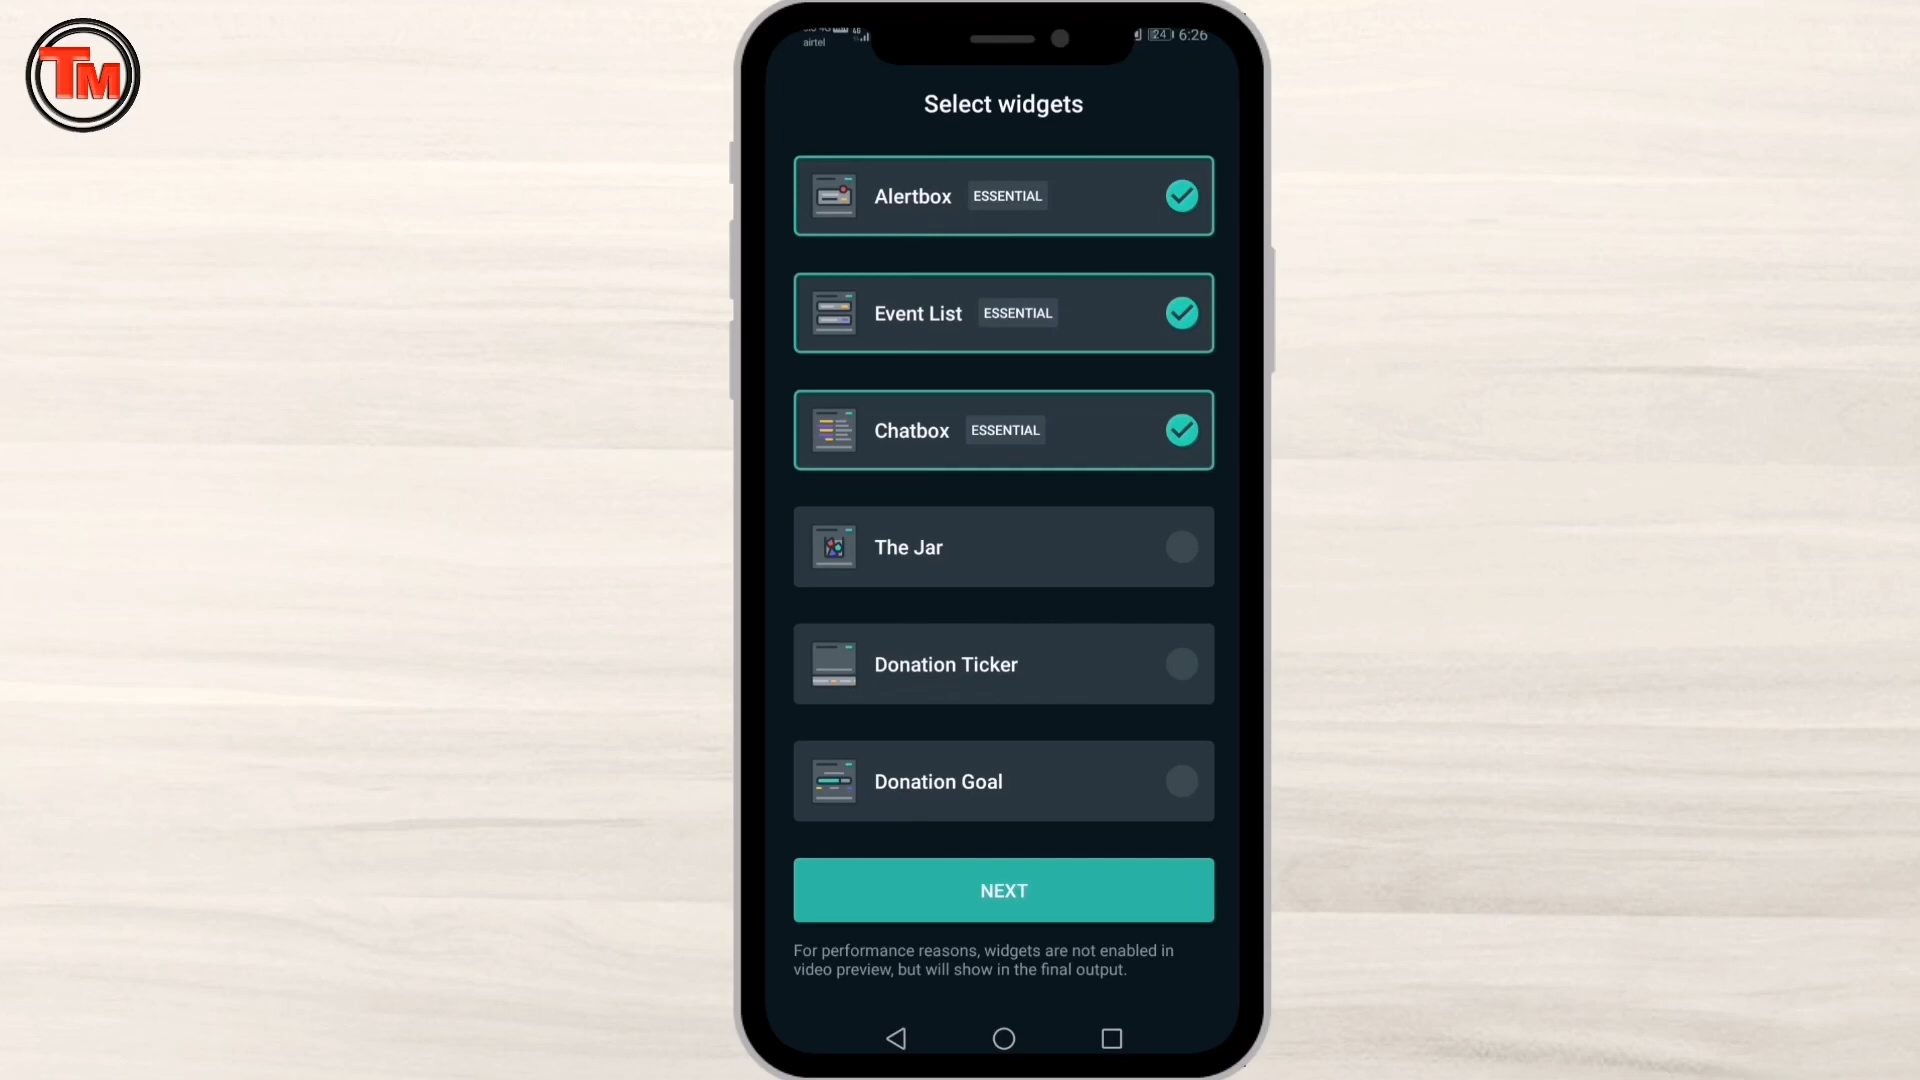 TM
airtel
24 6:26
Select widgets
Alertbox ESSENTIAL
Event List ESSENTIAL
Chatbox ESSENTIAL
The Jar
Donation Ticker
Donation Goal
NEXT
For performance reasons, widgets are not enabled in
video preview, but will show in the final output.